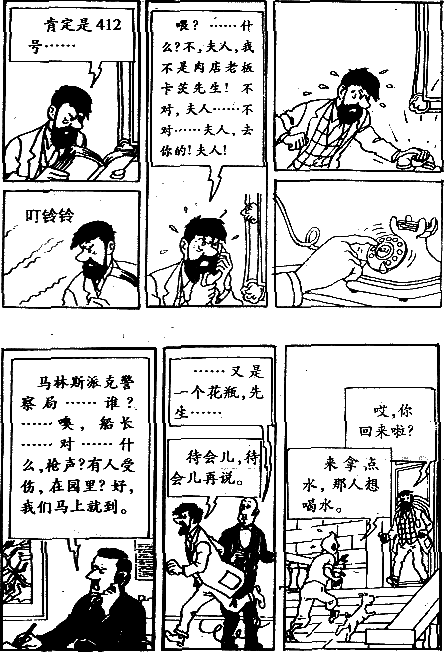 肯定是412
号……
叮铃铃
喂？……什
么？不，夫人，我
不是肉店老板
卡茨先生！不
对，夫人……不
对……夫人，去
你的！夫人！
马林斯派克警
察局……谁？
……噢，船长
……对……什
么，枪声？有人受
伤，在园里？好，
我们马上就到。
……又是
一个花瓶，先
生……
待会儿，待
会儿再说。
哎，你
回来啦？
来拿点
水，那人想
喝水。